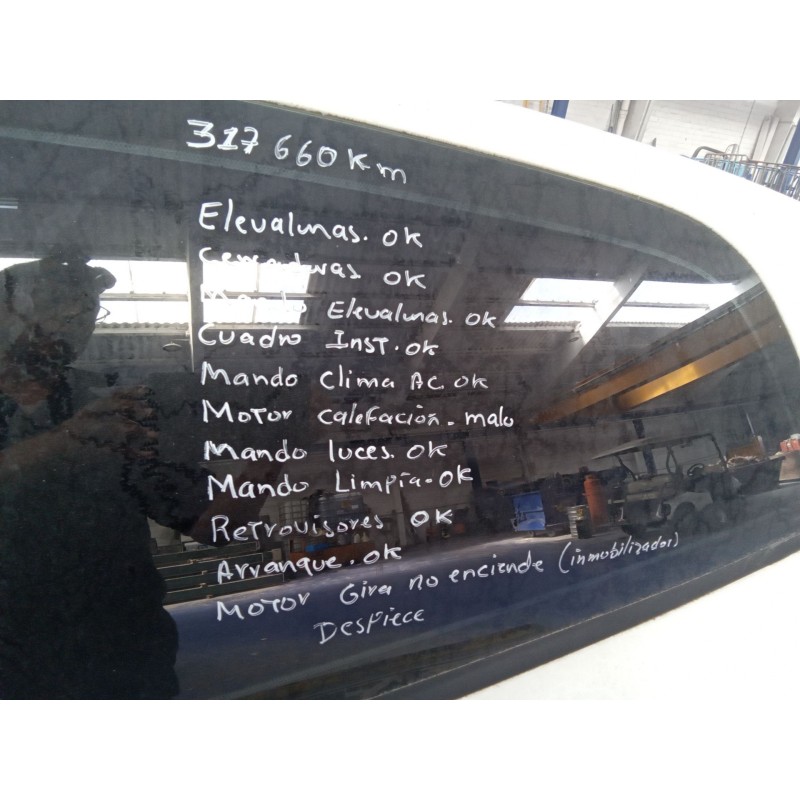 317 660 Km
Elevalunas. OK
Cerraduras OK
Mando Elevalunas. OK
Cuadro INST. OK
Mando Clima AC. OK
MOTOR Calefación. malo
Mando luces. OK
Mando Limpia. OK
RETROVISORES OK
Arranque. OK
MOTOR Gira no enciende (inmobilizador)
DESPIECE